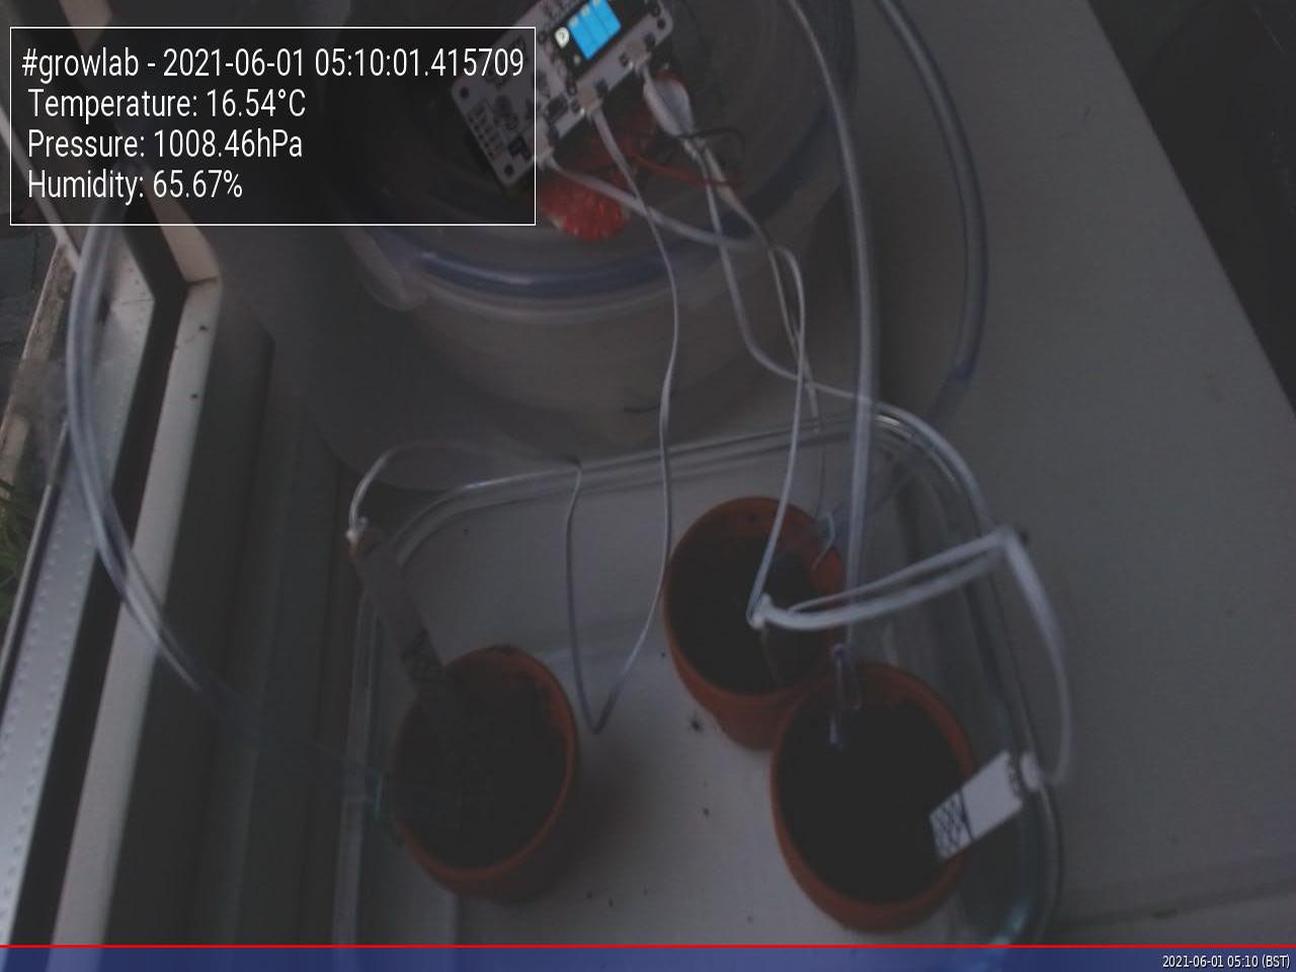 #growlab - 2021-06-01 05:10:01.415709
Temperature: 16.54°C
Pressure: 1008.46hPa
Humidity: 65.67%
2021-06-01 05:10 (BST)